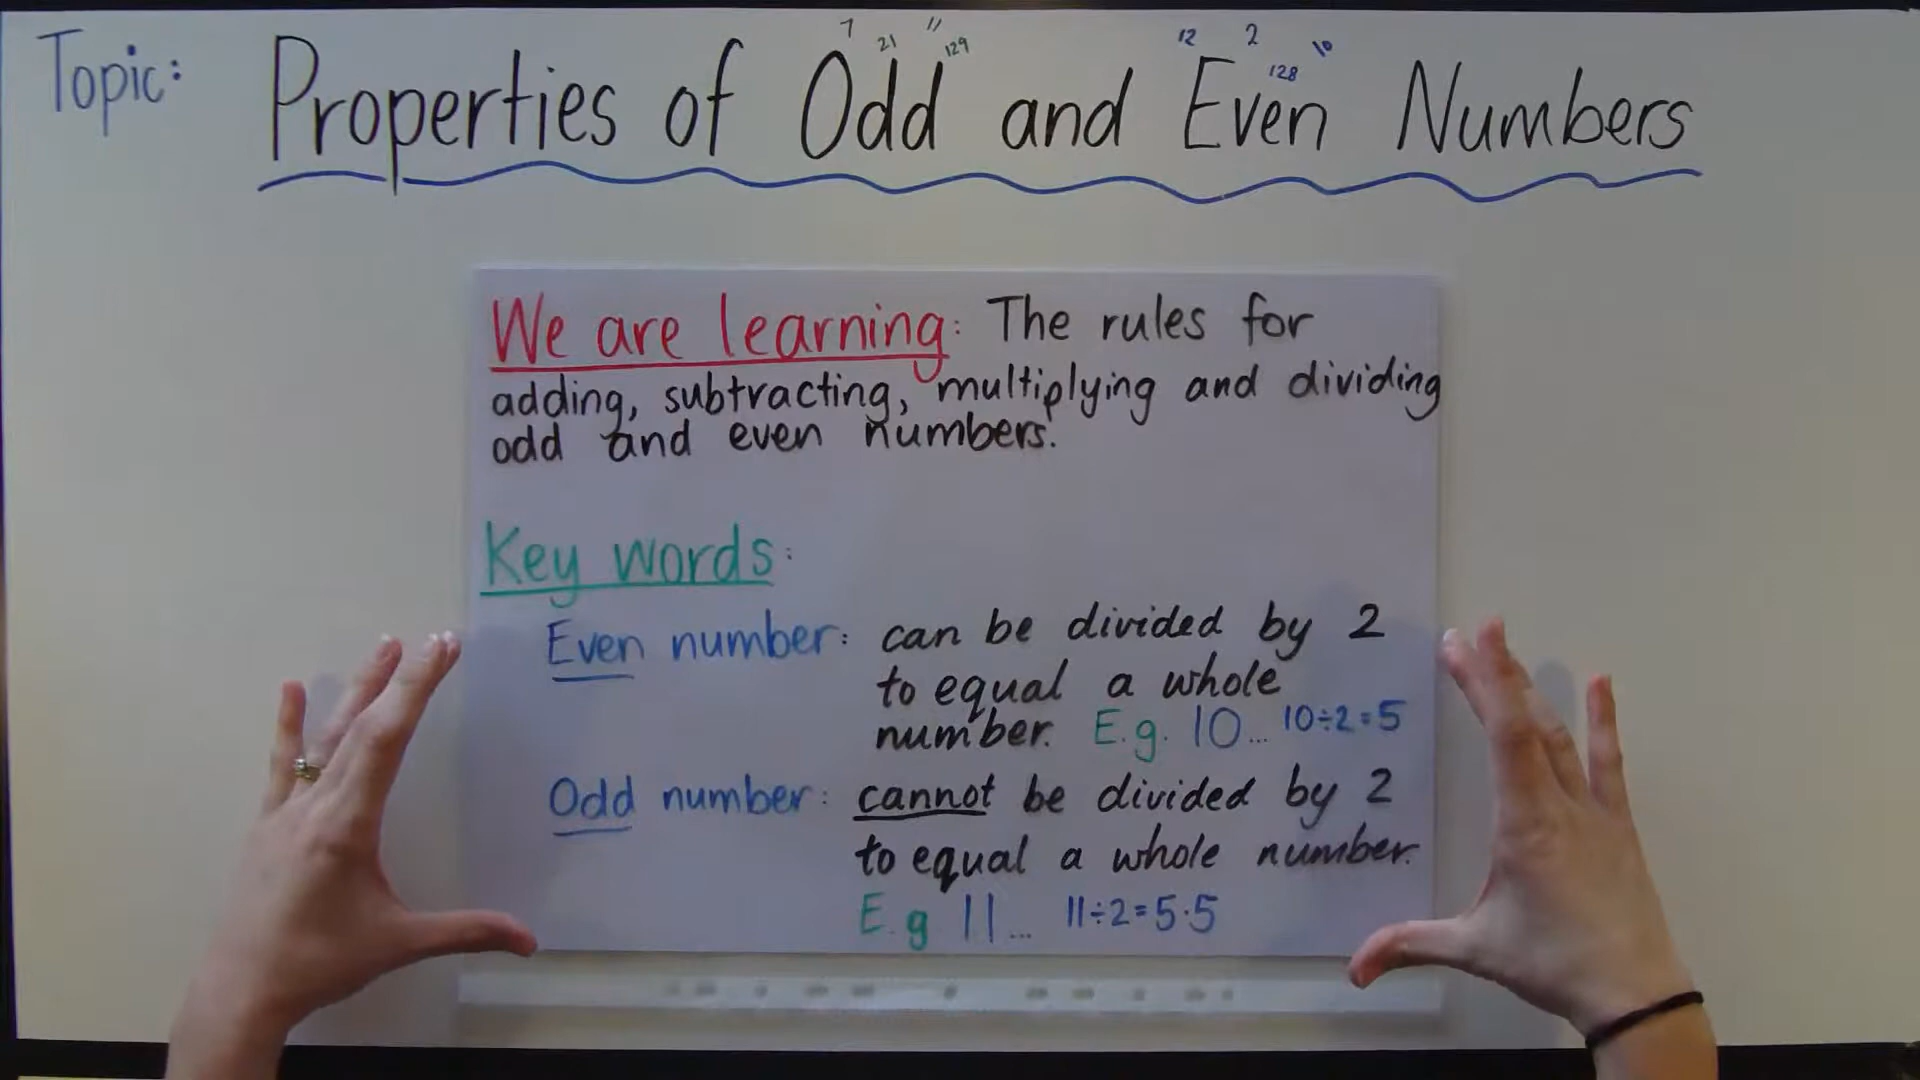 7 21 11 129 12 2 128 10
Topic: Properties of Odd and Even Numbers
We are learning: The rules for
adding, subtracting, multiplying and dividing
odd and even numbers.
Key words:
Even number: can be divided by 2
to equal a whole
number. E.g. 10... 10÷2=5
Odd number: cannot be divided by 2
to equal a whole number.
E.g 11... 11÷2=5.5